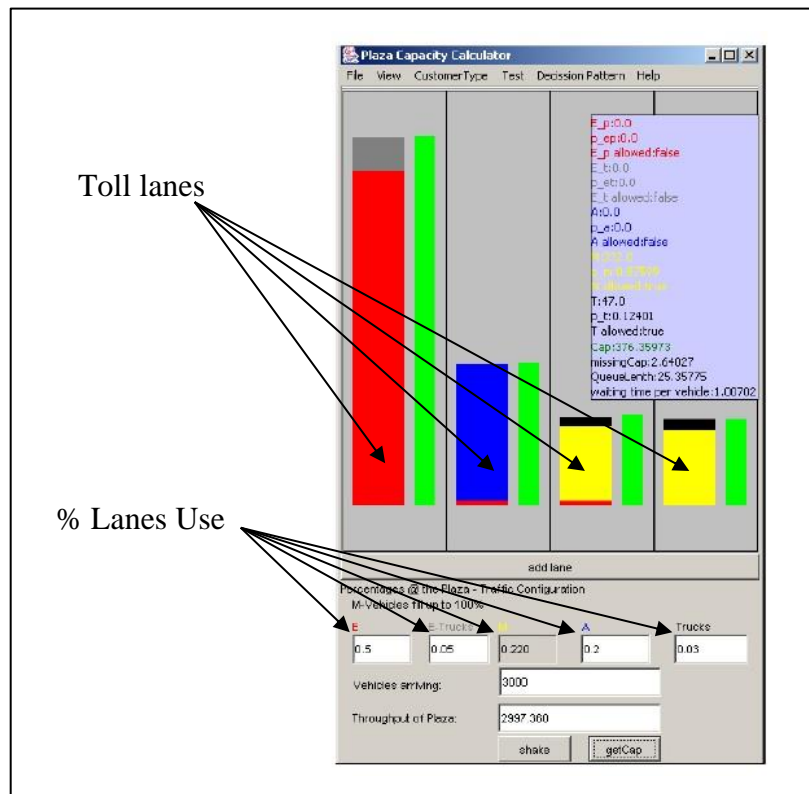 Plaza Capacity Calculator
File View CustomerType Test Decission Pattern Help
E_p:0.0
p_ep:0.0
E_p allowed:false
E_t:0.0
p_et:0.0
E_t allowed:false
A:0.0
p_a:0.0
A allowed:false
T:47.0
p_t:0.12401
T allowed:true
Cap:376.35973
missingCap:2.64027
QueueLenth:25.35775
waiting time per vehicle:1.00702
Toll lanes
% Lanes Use
add lane
Percentages @ the Plaza - Traffic Configuration
M-Vehicles fill up to 100%
E E-Trucks M A Trucks
0.5 0.05 0.220 0.2 0.03
Vehicles arriving: 3000
Throughput of Plaza: 2997.360
shake getCap